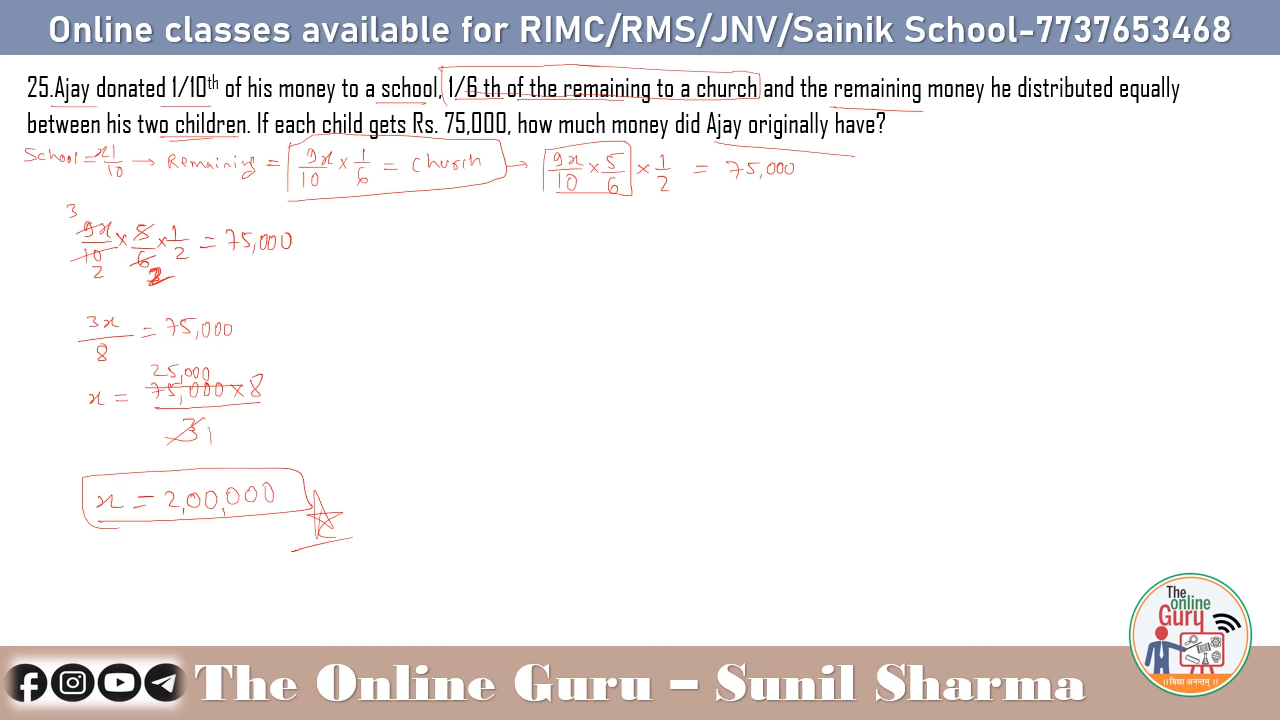 Online classes available for RIMC/RMS/JNV/Sainik School-7737653468
25.Ajay donated 1/10th of his money to a school, 1/6 th of the remaining to a church and the remaining money he distributed equally
between his two children. If each child gets Rs. 75,000, how much money did Ajay originally have?
School = x1/10 → Remaining = 9x/10 × 1/6 = Church → 9x/10 × 5/6 × 1/2 = 75,000
3
9x/10 × 5/6 × 1/2 = 75,000
2 2
3x/8 = 75,000
25,000
x = 75,000 × 8
3 1
x = 2,00,000
The
online
Guru
।। विद्या अनन्तम् ।।
The Online Guru – Sunil Sharma